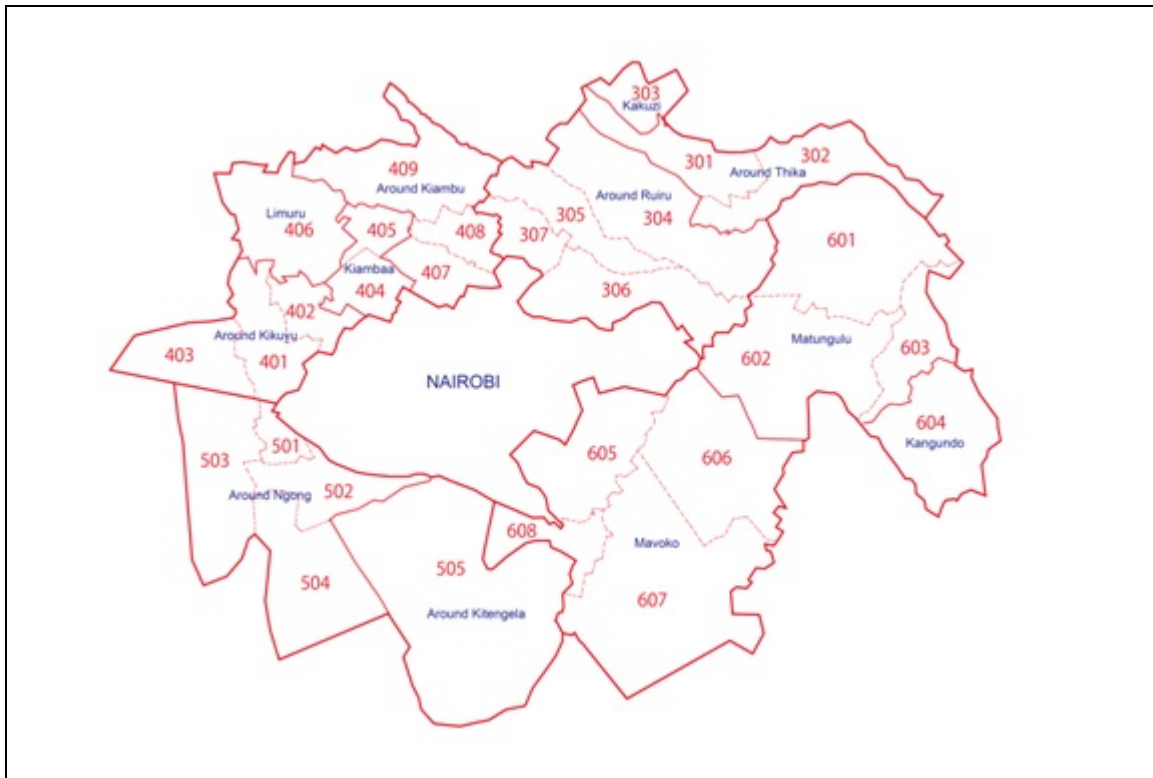 303
Kakuzi
301
302
Around Thika
409
Around Kiambu
Around Ruiru
305
304
Limuru
406
405
408
307
601
Kiambaa
404
407
306
402
Around Kikuyu
403
401
602
Matungulu
603
NAIROBI
604
Kangundo
501
503
605
606
502
Around Ngong
608
Mavoko
505
504
607
Around Kitengela